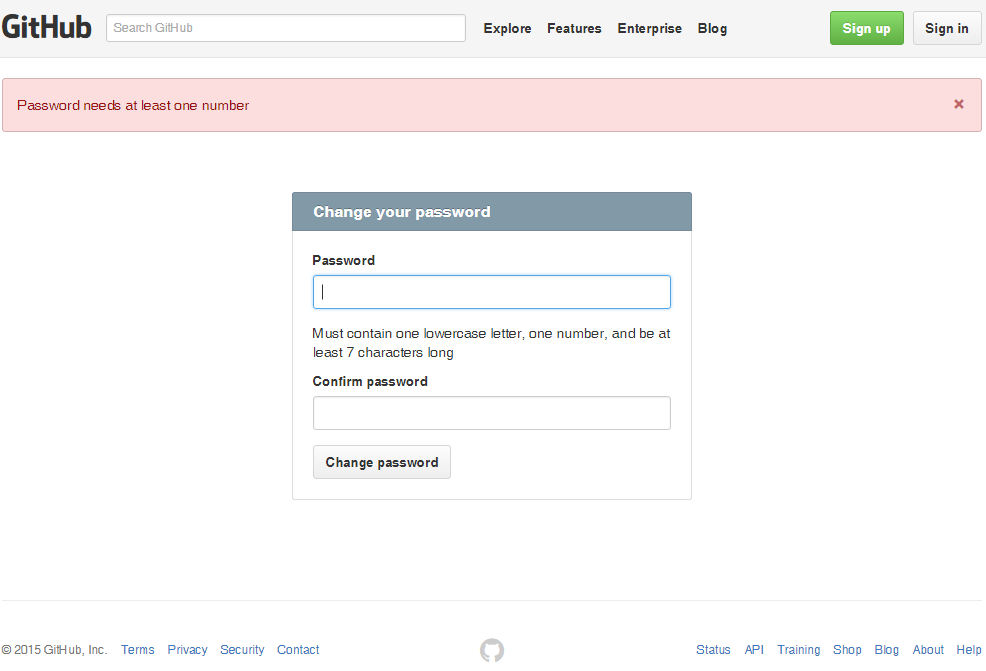 GitHub Search GitHub Explore Features Enterprise Blog Sign up Sign in
Password needs at least one number ×
Change your password
Password
Must contain one lowercase letter, one number, and be at
least 7 characters long
Confirm password
Change password
© 2015 GitHub, Inc. Terms Privacy Security Contact Status API Training Shop Blog About Help